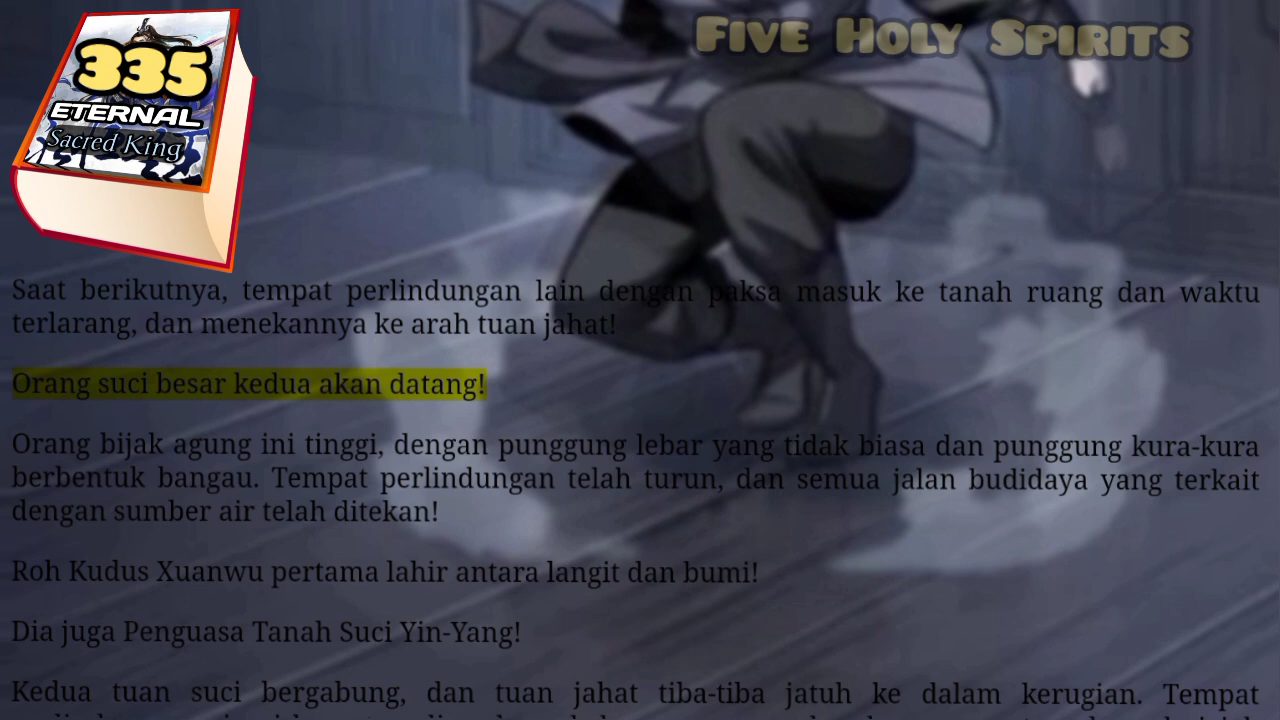 FIVE HOLY SPIRITS
335
ETERNAL
Sacred King
Saat berikutnya, tempat perlindungan lain dengan paksa masuk ke tanah ruang dan waktu
terlarang, dan menekannya ke arah tuan jahat!
Orang suci besar kedua akan datang!
Orang bijak agung ini tinggi, dengan punggung lebar yang tidak biasa dan punggung kura-kura
berbentuk bangau. Tempat perlindungan telah turun, dan semua jalan budidaya yang terkait
dengan sumber air telah ditekan!
Roh Kudus Xuanwu pertama lahir antara langit dan bumi!
Dia juga Penguasa Tanah Suci Yin-Yang!
Kedua tuan suci bergabung, dan tuan jahat tiba-tiba jatuh ke dalam kerugian. Tempat